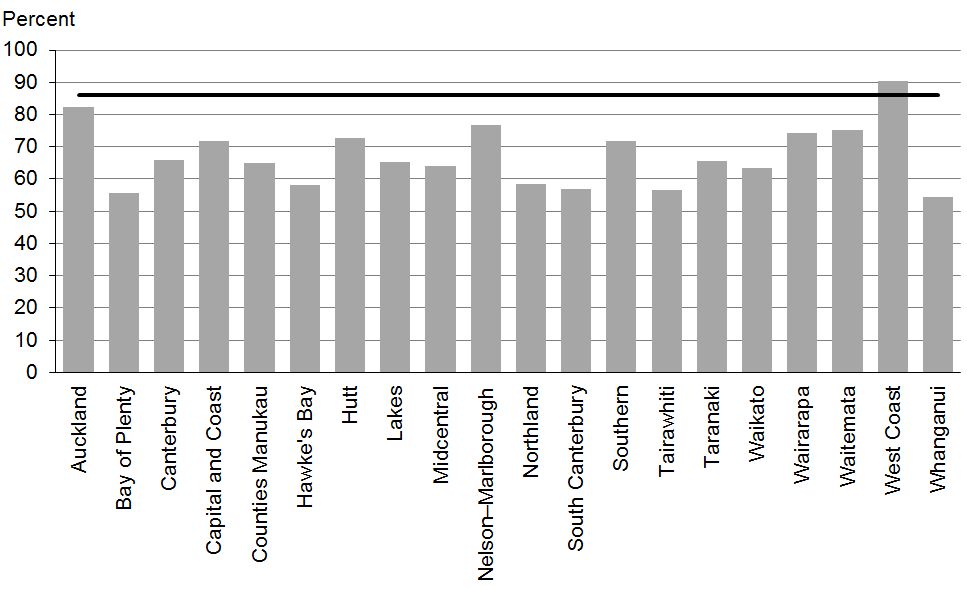 Percent
100
90
80
70
60
50
40
30
20
10
0
Auckland
Bay of Plenty
Canterbury
Capital and Coast
Counties Manukau
Hawke's Bay
Hutt
Lakes
Midcentral
Nelson–Marlborough
Northland
South Canterbury
Southern
Tairawhiti
Taranaki
Waikato
Wairarapa
Waitemata
West Coast
Whanganui